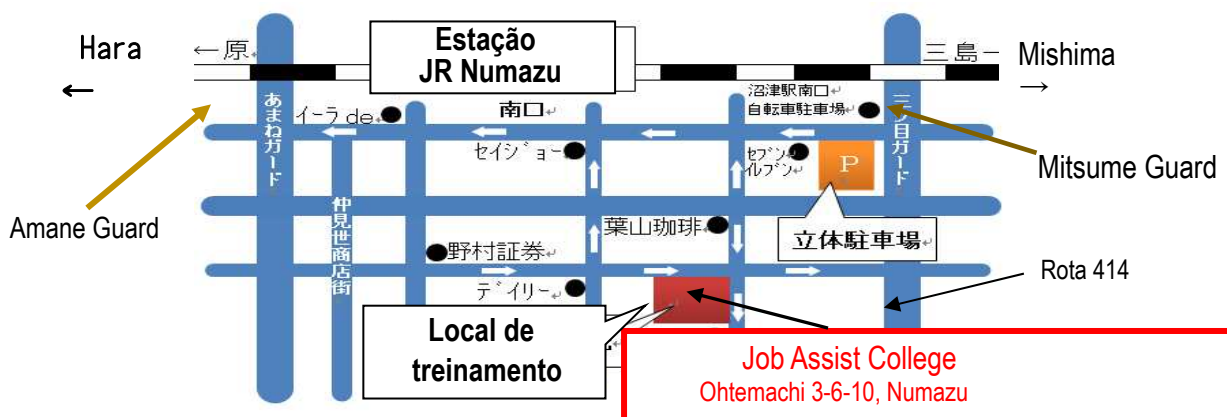 Hara
←
←原
Estação
JR Numazu
三島
Mishima
→
沼津駅南口
自転車駐車場
イーラde
南口
あまねガード
三ツ目ガード
セイジョー
セブン
イレブン
P
Mitsume Guard
Amane Guard
仲見世商店街
葉山珈琲
立体駐車場
野村証券
デイリー
Rota 414
Local de
treinamento
Job Assist College
Ohtemachi 3-6-10, Numazu